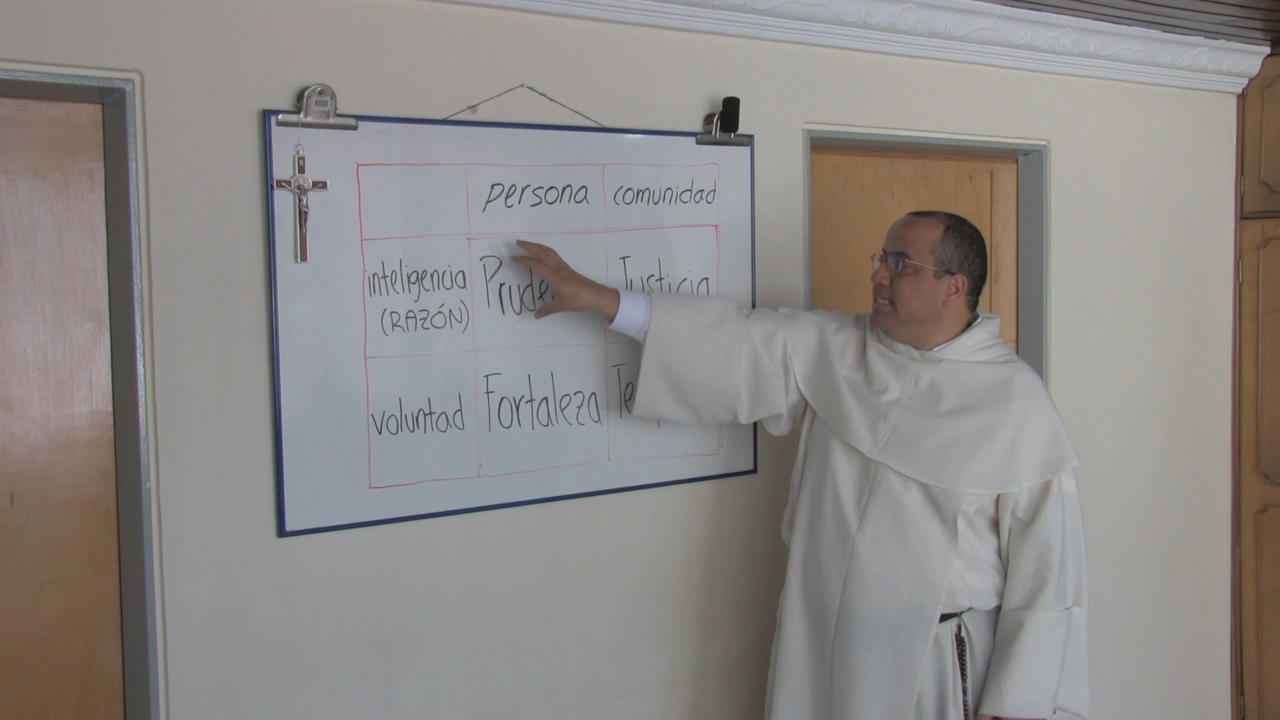 persona comunidad
inteligencia
(RAZÓN)
Justicia
voluntad Fortaleza